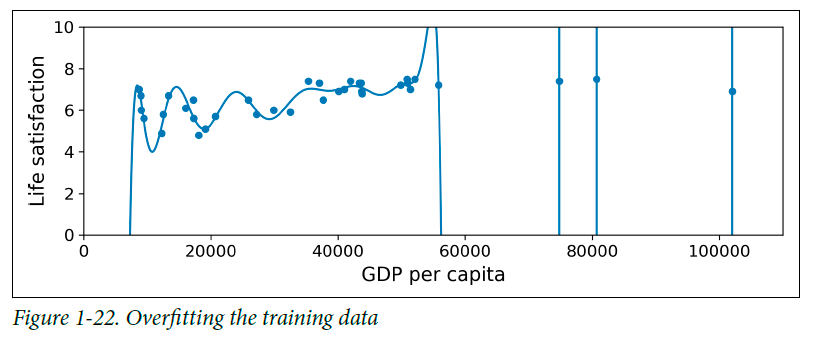 10
8
6
4
2
0
Life satisfaction
0 20000 40000 60000 80000 100000
GDP per capita
Figure 1-22. Overfitting the training data